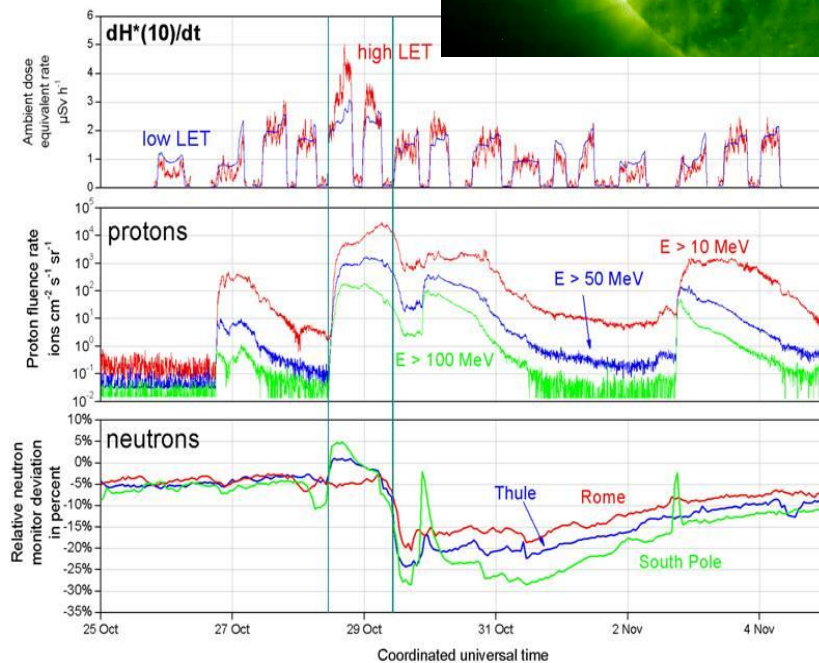 dH*(10)/dt
high LET
low LET
Ambient dose
equivalent rate
µSv h⁻¹
6
5
4
3
2
1
0
protons
E > 10 MeV
E > 50 MeV
E > 100 MeV
Proton fluence rate
ions cm⁻² s⁻¹ sr⁻¹
10⁵
10⁴
10³
10²
10¹
10⁰
10⁻¹
10⁻²
neutrons
Thule
Rome
South Pole
Relative neutron
monitor deviation
in percent
10%
5%
0%
-5%
-10%
-15%
-20%
-25%
-30%
-35%
25 Oct 27 Oct 29 Oct 31 Oct 2 Nov 4 Nov
Coordinated universal time